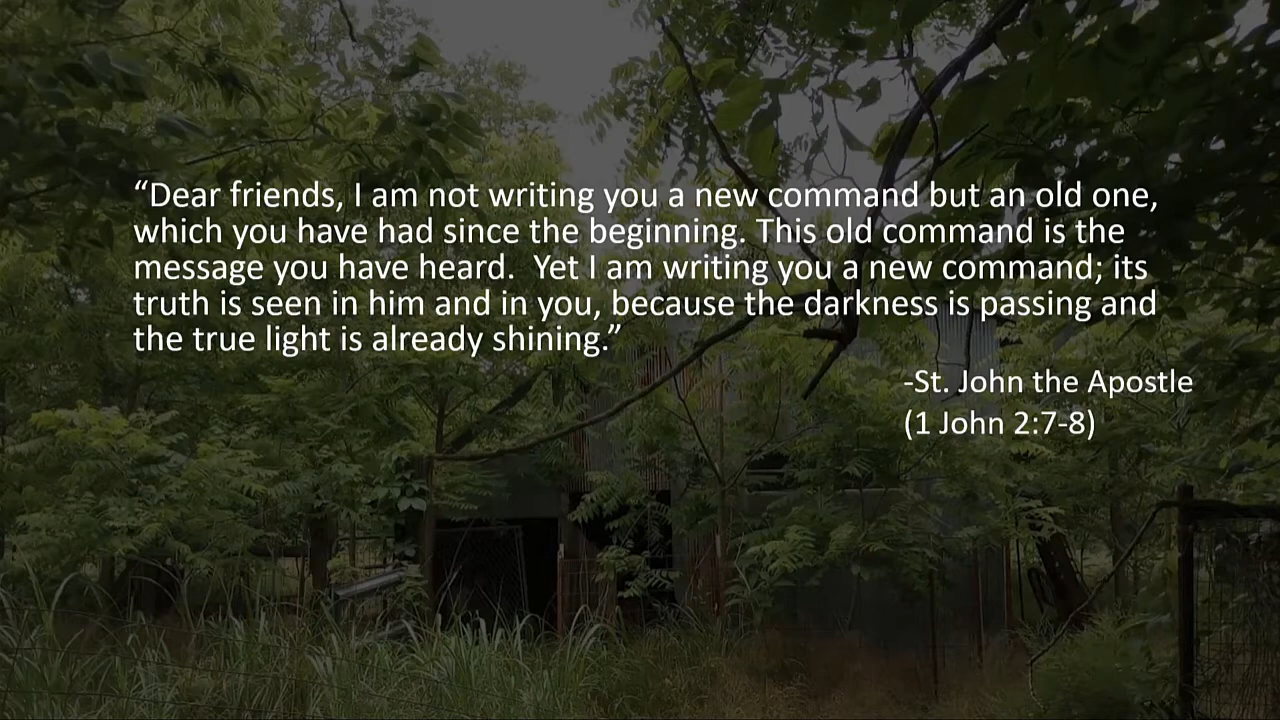 “Dear friends, I am not writing you a new command but an old one,
which you have had since the beginning. This old command is the
message you have heard.  Yet I am writing you a new command; its
truth is seen in him and in you, because the darkness is passing and
the true light is already shining.”
-St. John the Apostle
(1 John 2:7-8)